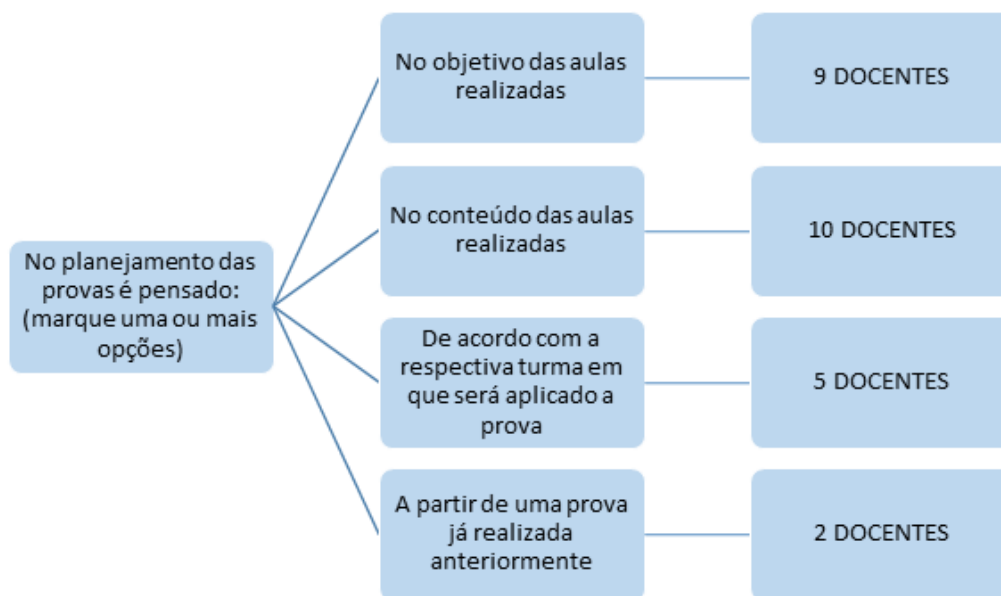 No planejamento das
provas é pensado:
(marque uma ou mais
opções)
No objetivo das aulas
realizadas
9 DOCENTES
No conteúdo das aulas
realizadas
10 DOCENTES
De acordo com a
respectiva turma em
que será aplicado a
prova
5 DOCENTES
A partir de uma prova
já realizada
anteriormente
2 DOCENTES